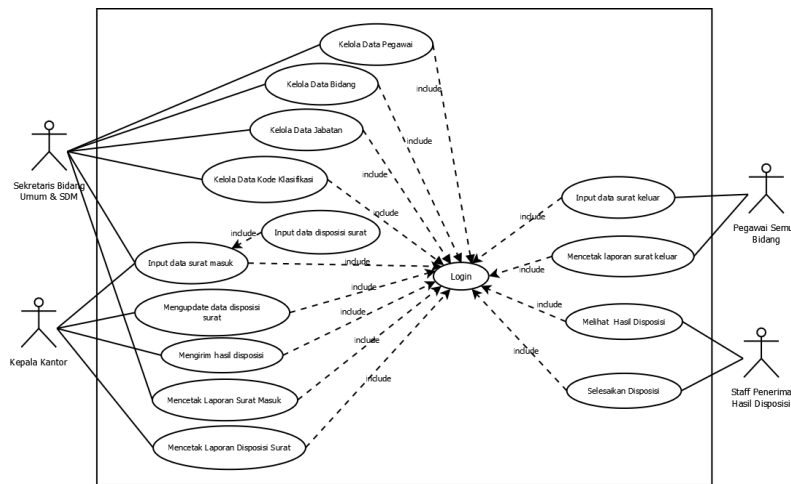 Kelola Data Pegawai
include
Kelola Data Bidang
include
Kelola Data Jabatan
include
Sekretaris Bidang
Umum & SDM
Kelola Data Kode Klasifikasi
include
Input data surat keluar
include
Pegawai Semu
Bidang
include
Input data disposisi surat
Input data surat masuk
include
Login
include
Mencetak laporan surat keluar
Mengupdate data disposisi
surat
include
include
Melihat Hasil Disposisi
Kepala Kantor
Mengirim hasil disposisi
include
include
Staff Penerima
Hasil Disposisi
include
Mencetak Laporan Surat Masuk
include
Selesaikan Disposisi
Mencetak Laporan Disposisi Surat